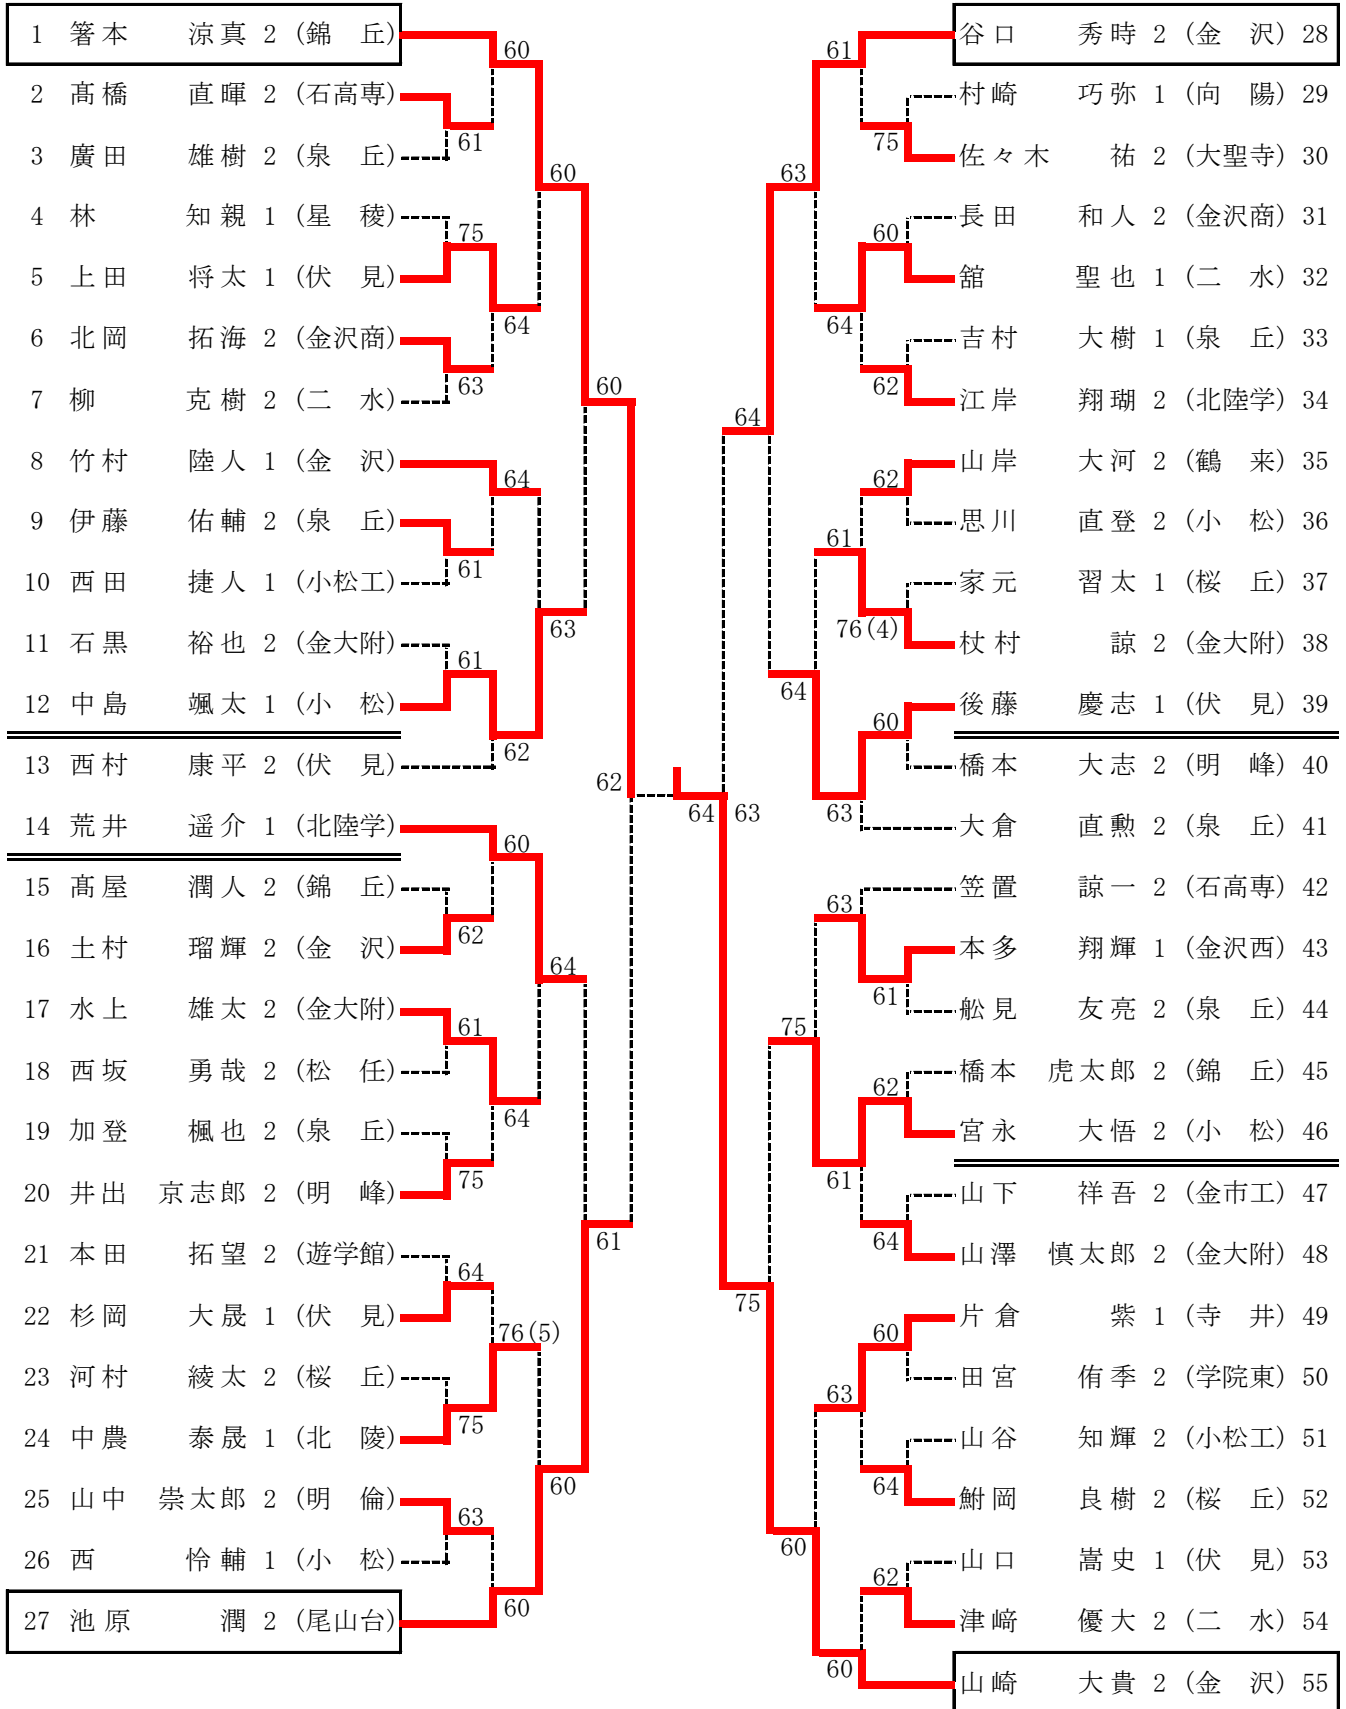 1 箸本 涼真 2 (錦 丘)
2 髙橋 直暉 2 (石高専)
3 廣田 雄樹 2 (泉 丘)
4 林 知親 1 (星 稜)
5 上田 将太 1 (伏 見)
6 北岡 拓海 2 (金沢商)
7 柳 克樹 2 (二 水)
8 竹村 陸人 1 (金 沢)
9 伊藤 佑輔 2 (泉 丘)
10 西田 捷人 1 (小松工)
11 石黒 裕也 2 (金大附)
12 中島 颯太 1 (小 松)
13 西村 康平 2 (伏 見)
14 荒井 遥介 1 (北陸学)
15 髙屋 潤人 2 (錦 丘)
16 土村 瑠輝 2 (金 沢)
17 水上 雄太 2 (金大附)
18 西坂 勇哉 2 (松 任)
19 加登 楓也 2 (泉 丘)
20 井出 京志郎 2 (明 峰)
21 本田 拓望 2 (遊学館)
22 杉岡 大晟 1 (伏 見)
23 河村 綾太 2 (桜 丘)
24 中農 泰晟 1 (北 陵)
25 山中 崇太郎 2 (明 倫)
26 西 怜輔 1 (小 松)
27 池原 潤 2 (尾山台)
60
61
60
75
64
63
60
64
61
63
61
62
62
60
62
64
61
64
75
61
64
76(5)
75
60
63
60
64
63
61
75
63
60
64
62
64
62
61
76(4)
64
60
63
63
61
75
62
61
64
75
60
63
64
60
62
60
谷口 秀時 2 (金 沢) 28
村崎 巧弥 1 (向 陽) 29
佐々木 祐 2 (大聖寺) 30
長田 和人 2 (金沢商) 31
舘 聖也 1 (二 水) 32
吉村 大樹 1 (泉 丘) 33
江岸 翔瑚 2 (北陸学) 34
山岸 大河 2 (鶴 来) 35
思川 直登 2 (小 松) 36
家元 習太 1 (桜 丘) 37
杖村 諒 2 (金大附) 38
後藤 慶志 1 (伏 見) 39
橋本 大志 2 (明 峰) 40
大倉 直勲 2 (泉 丘) 41
笠置 諒一 2 (石高専) 42
本多 翔輝 1 (金沢西) 43
舩見 友亮 2 (泉 丘) 44
橋本 虎太郎 2 (錦 丘) 45
宮永 大悟 2 (小 松) 46
山下 祥吾 2 (金市工) 47
山澤 慎太郎 2 (金大附) 48
片倉 紫 1 (寺 井) 49
田宮 侑季 2 (学院東) 50
山谷 知輝 2 (小松工) 51
鮒岡 良樹 2 (桜 丘) 52
山口 嵩史 1 (伏 見) 53
津﨑 優大 2 (二 水) 54
山崎 大貴 2 (金 沢) 55